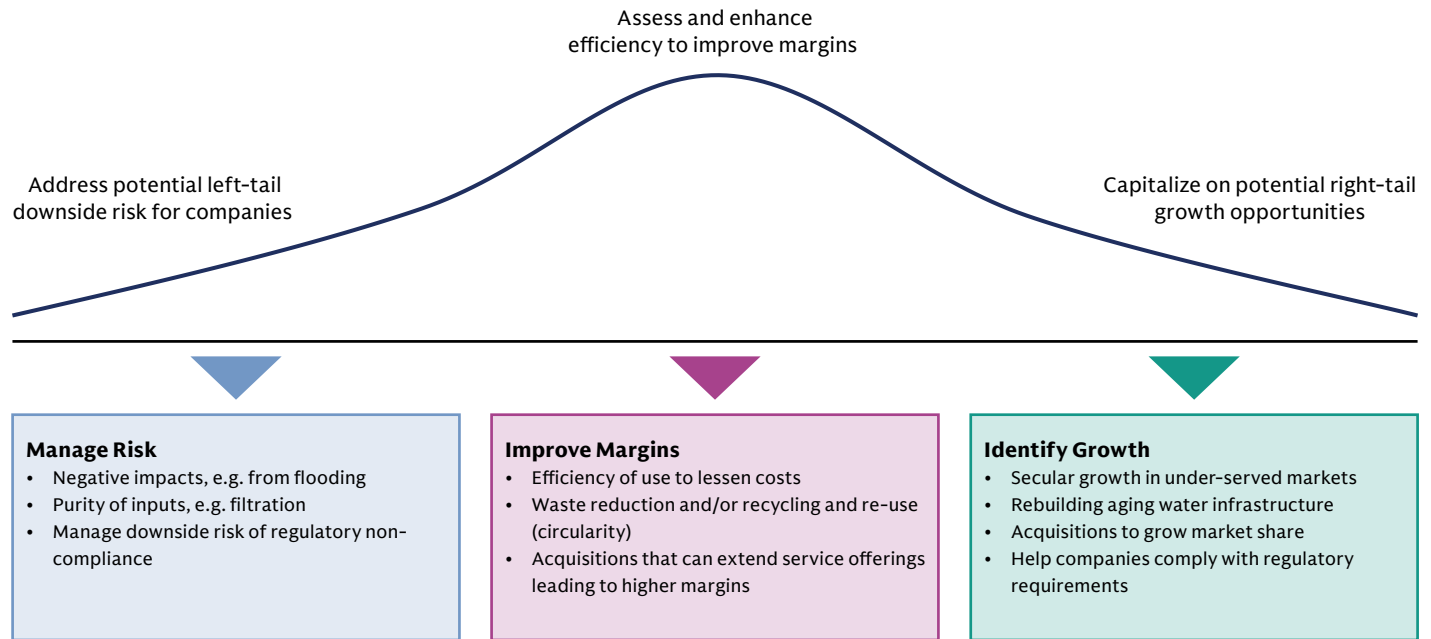 Assess and enhance
efficiency to improve margins
Address potential left-tail
downside risk for companies
Capitalize on potential right-tail
growth opportunities
Manage Risk
• Negative impacts, e.g. from flooding
• Purity of inputs, e.g. filtration
• Manage downside risk of regulatory non-
compliance
Improve Margins
• Efficiency of use to lessen costs
• Waste reduction and/or recycling and re-use
(circularity)
• Acquisitions that can extend service offerings
leading to higher margins
Identify Growth
• Secular growth in under-served markets
• Rebuilding aging water infrastructure
• Acquisitions to grow market share
• Help companies comply with regulatory
requirements